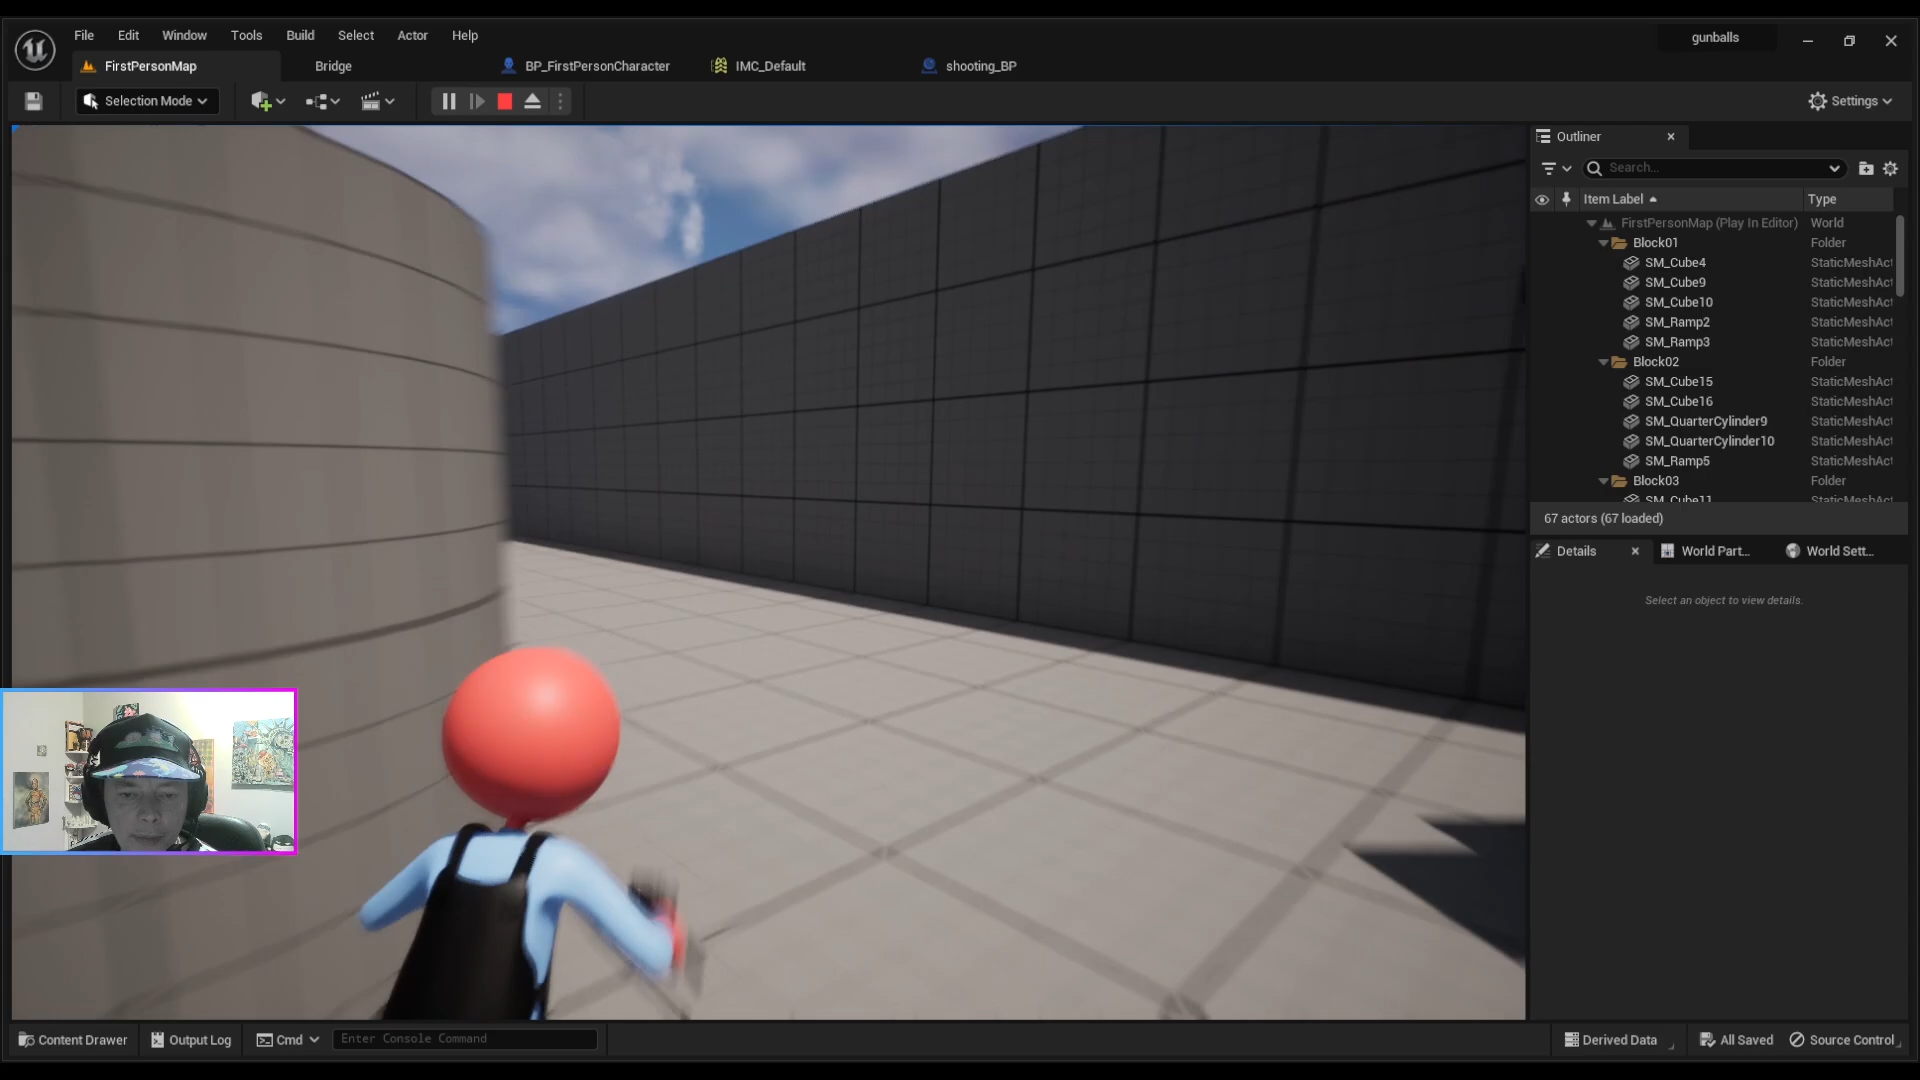 File Edit Window Tools Build Select Actor Help
gunballs
FirstPersonMap Bridge BP_FirstPersonCharacter IMC_Default shooting_BP
Selection Mode
Settings
Outliner
Search...
Item Label Type
FirstPersonMap (Play In Editor) World
Block01 Folder
SM_Cube4 StaticMeshAct
SM_Cube9 StaticMeshAct
SM_Cube10 StaticMeshAct
SM_Ramp2 StaticMeshAct
SM_Ramp3 StaticMeshAct
Block02 Folder
SM_Cube15 StaticMeshAct
SM_Cube16 StaticMeshAct
SM_QuarterCylinder9 StaticMeshAct
SM_QuarterCylinder10 StaticMeshAct
SM_Ramp5 StaticMeshAct
Block03 Folder
SM_Cube11 StaticMeshAct
67 actors (67 loaded)
Details World Part... World Sett...
Select an object to view details.
Content Drawer Output Log Cmd Enter Console Command
Derived Data All Saved Source Control